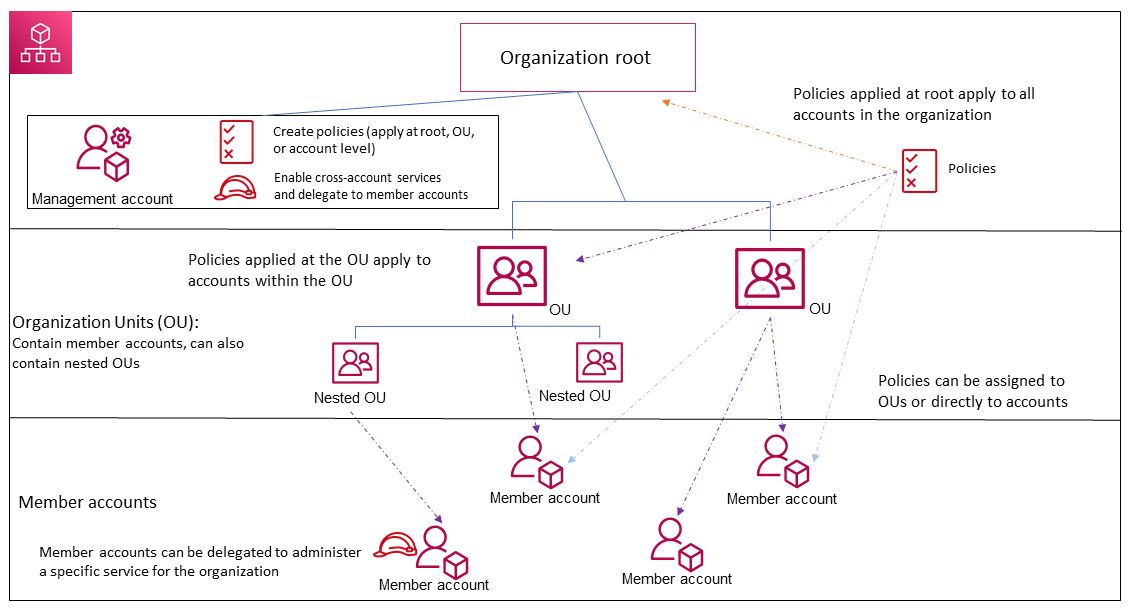 Organization root
Policies applied at root apply to all
accounts in the organization
Create policies (apply at root, OU,
or account level)
Enable cross-account services
and delegate to member accounts
Management account
Policies
Policies applied at the OU apply to
accounts within the OU
OU
OU
Organization Units (OU):
Contain member accounts, can also
contain nested OUs
Nested OU
Nested OU
Policies can be assigned to
OUs or directly to accounts
Member account
Member account
Member accounts
Member accounts can be delegated to administer
a specific service for the organization
Member account
Member account